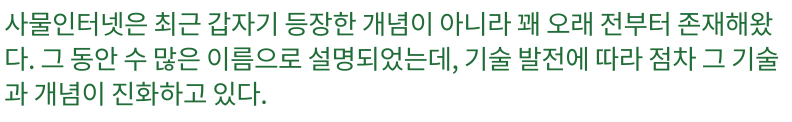 사물인터넷은 최근 갑자기 등장한 개념이 아니라 꽤 오래 전부터 존재해왔
다. 그 동안 수 많은 이름으로 설명되었는데, 기술 발전에 따라 점차 그 기술
과 개념이 진화하고 있다.